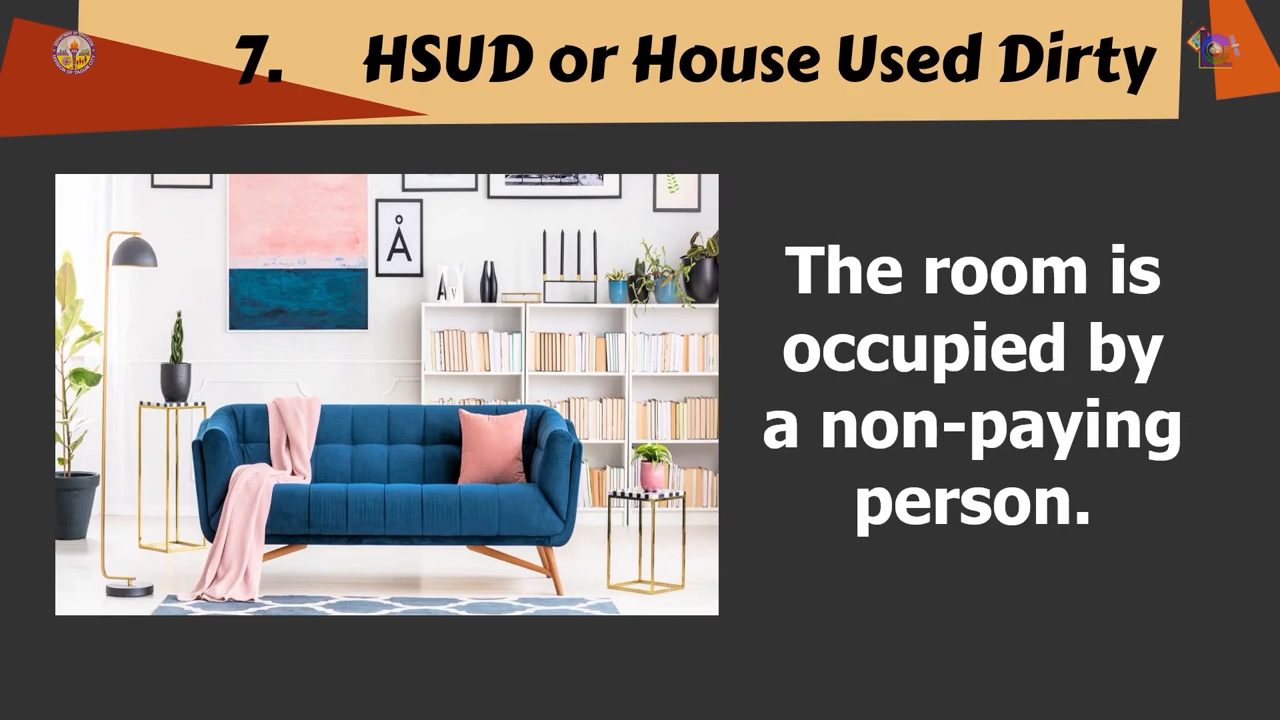 7. HSUD or House Used Dirty
Å
A
The room is
occupied by
a non-paying
person.